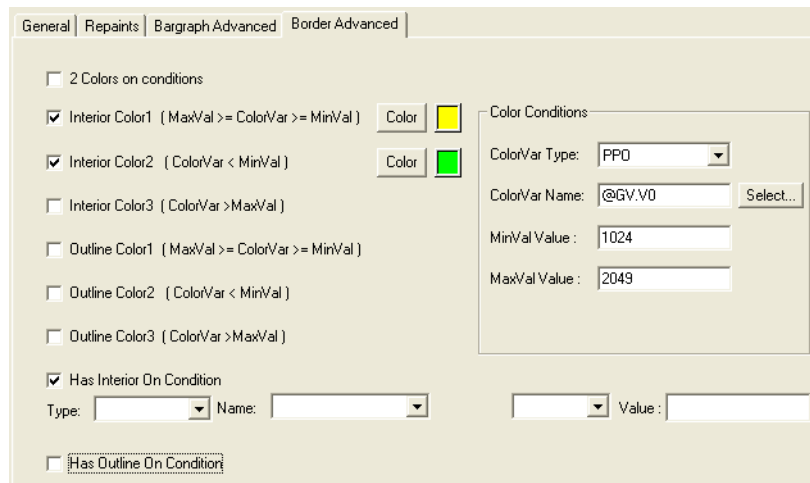 General Repaints Bargraph Advanced Border Advanced
2 Colors on conditions
Interior Color1 ( MaxVal >= ColorVar >= MinVal ) Color
Interior Color2 ( ColorVar < MinVal ) Color
Interior Color3 ( ColorVar >MaxVal )
Outline Color1 ( MaxVal >= ColorVar >= MinVal )
Outline Color2 ( ColorVar < MinVal )
Outline Color3 ( ColorVar >MaxVal )
Color Conditions
ColorVar Type: PPO
ColorVar Name: @GV.V0 Select...
MinVal Value : 1024
MaxVal Value : 2049
Has Interior On Condition
Type: Name: Value :
Has Outline On Condition